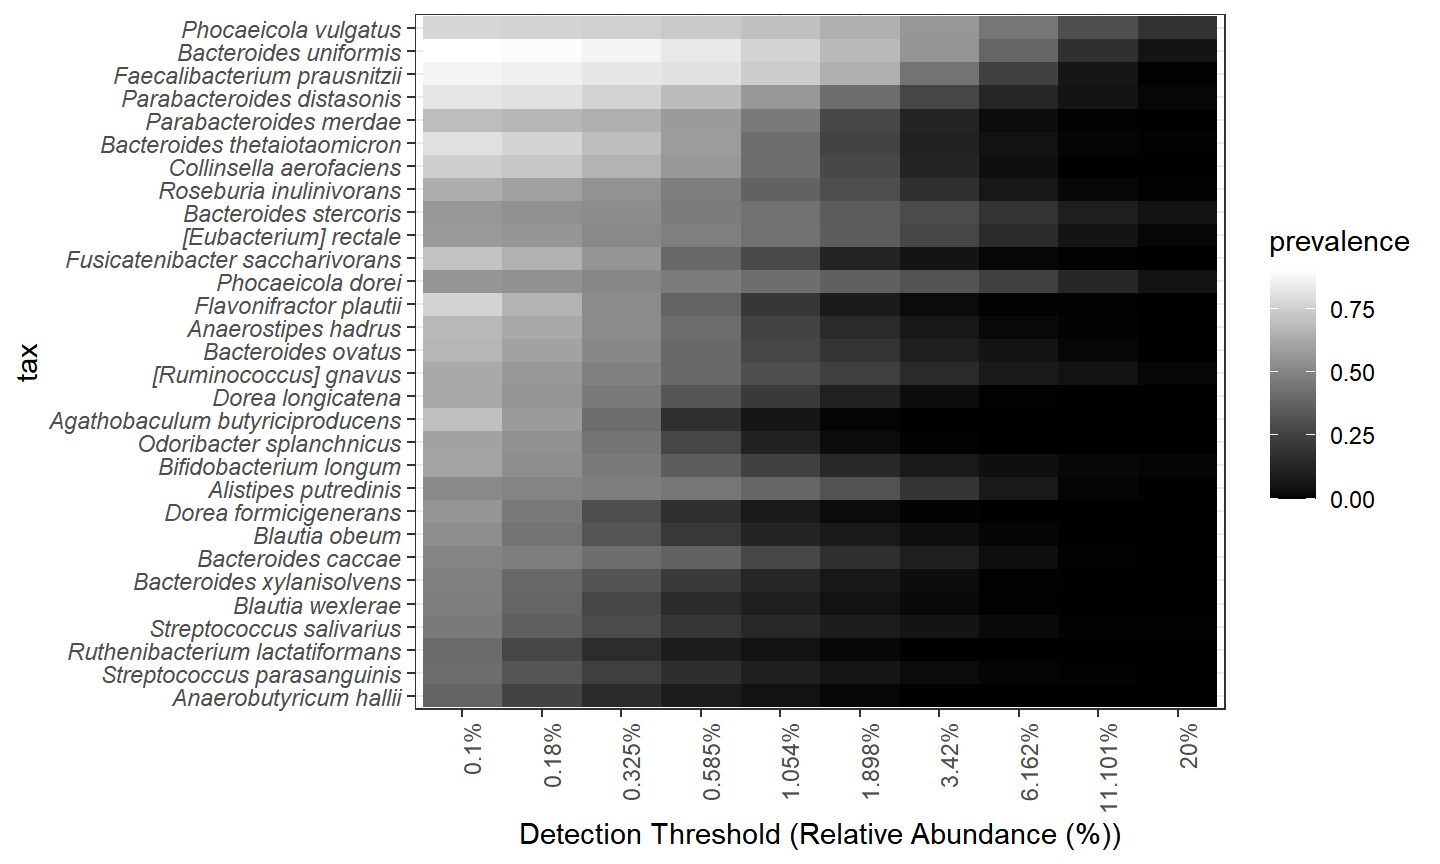 Phocaeicola vulgatus
Bacteroides uniformis
Faecalibacterium prausnitzii
Parabacteroides distasonis
Parabacteroides merdae
Bacteroides thetaiotaomicron
Collinsella aerofaciens
Roseburia inulinivorans
Bacteroides stercoris
[Eubacterium] rectale
Fusicatenibacter saccharivorans
Phocaeicola dorei
Flavonifractor plautii
Anaerostipes hadrus
Bacteroides ovatus
[Ruminococcus] gnavus
Dorea longicatena
Agathobaculum butyriciproducens
Odoribacter splanchnicus
Bifidobacterium longum
Alistipes putredinis
Dorea formicigenerans
Blautia obeum
Bacteroides caccae
Bacteroides xylanisolvens
Blautia wexlerae
Streptococcus salivarius
Ruthenibacterium lactatiformans
Streptococcus parasanguinis
Anaerobutyricum hallii
tax
0.1%
0.18%
0.325%
0.585%
1.054%
1.898%
3.42%
6.162%
11.101%
20%
Detection Threshold (Relative Abundance (%))
prevalence
0.75
0.50
0.25
0.00